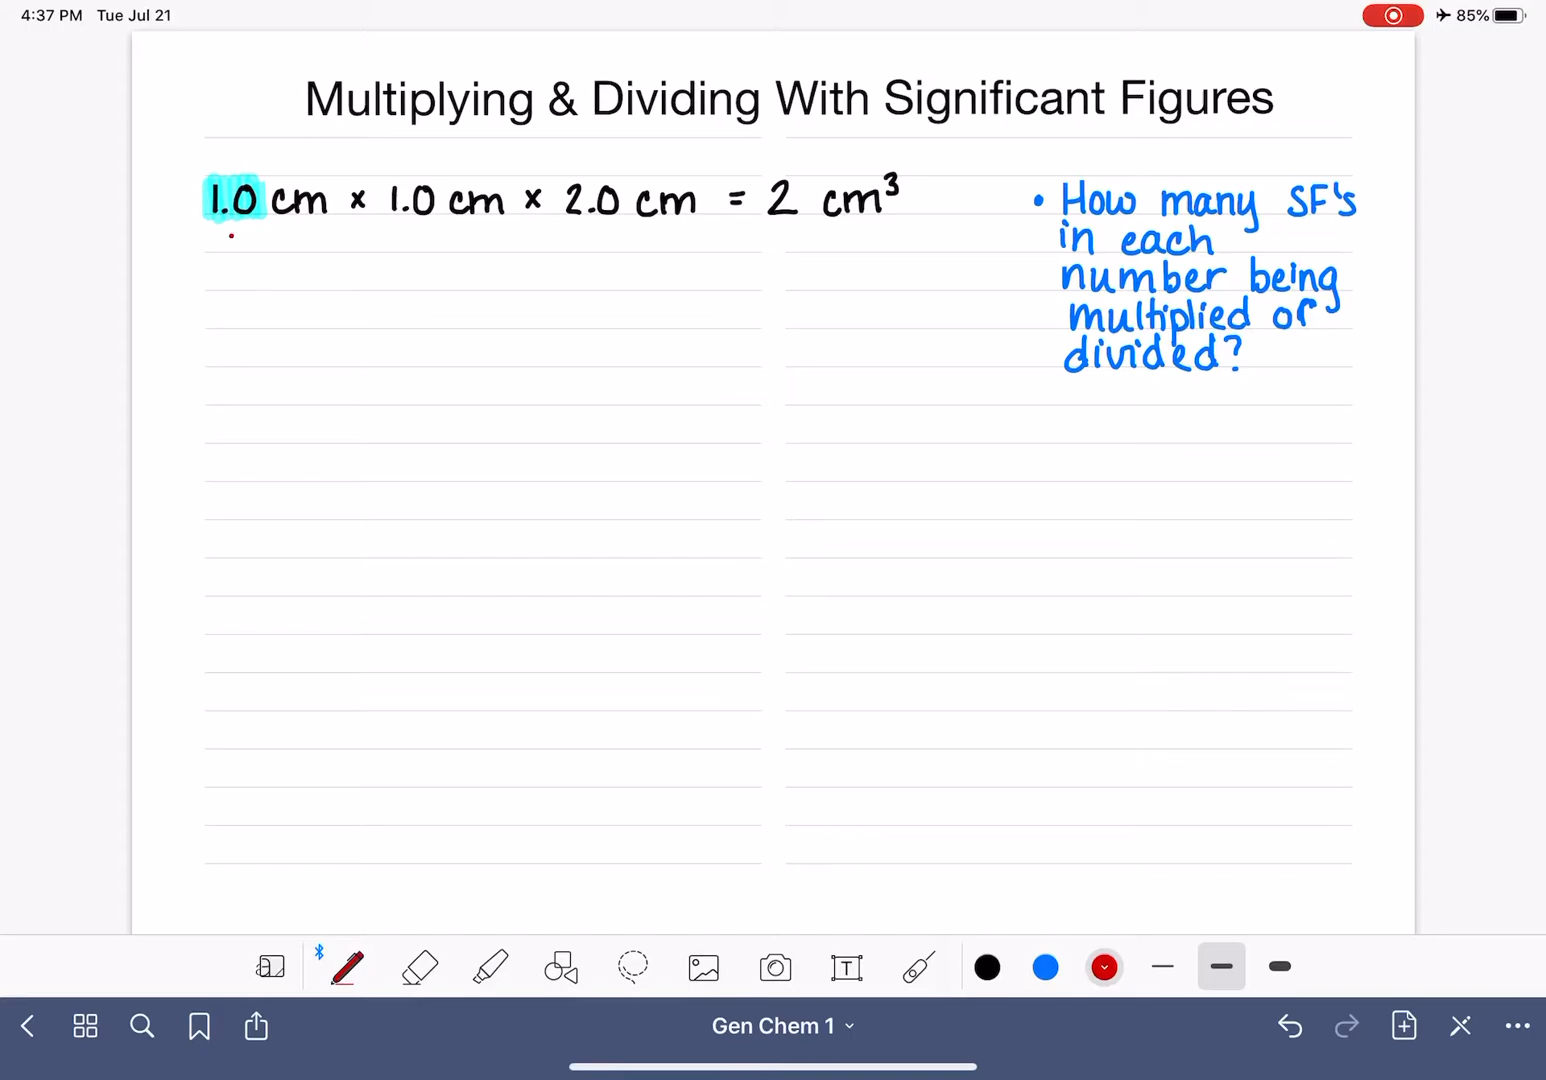 4:37 PM Tue Jul 21
85%
Multiplying & Dividing With Significant Figures
1.0 cm × 1.0 cm × 2.0 cm = 2 cm³
• How many SF's
in each
number being
multiplied or
divided?
T
Gen Chem 1